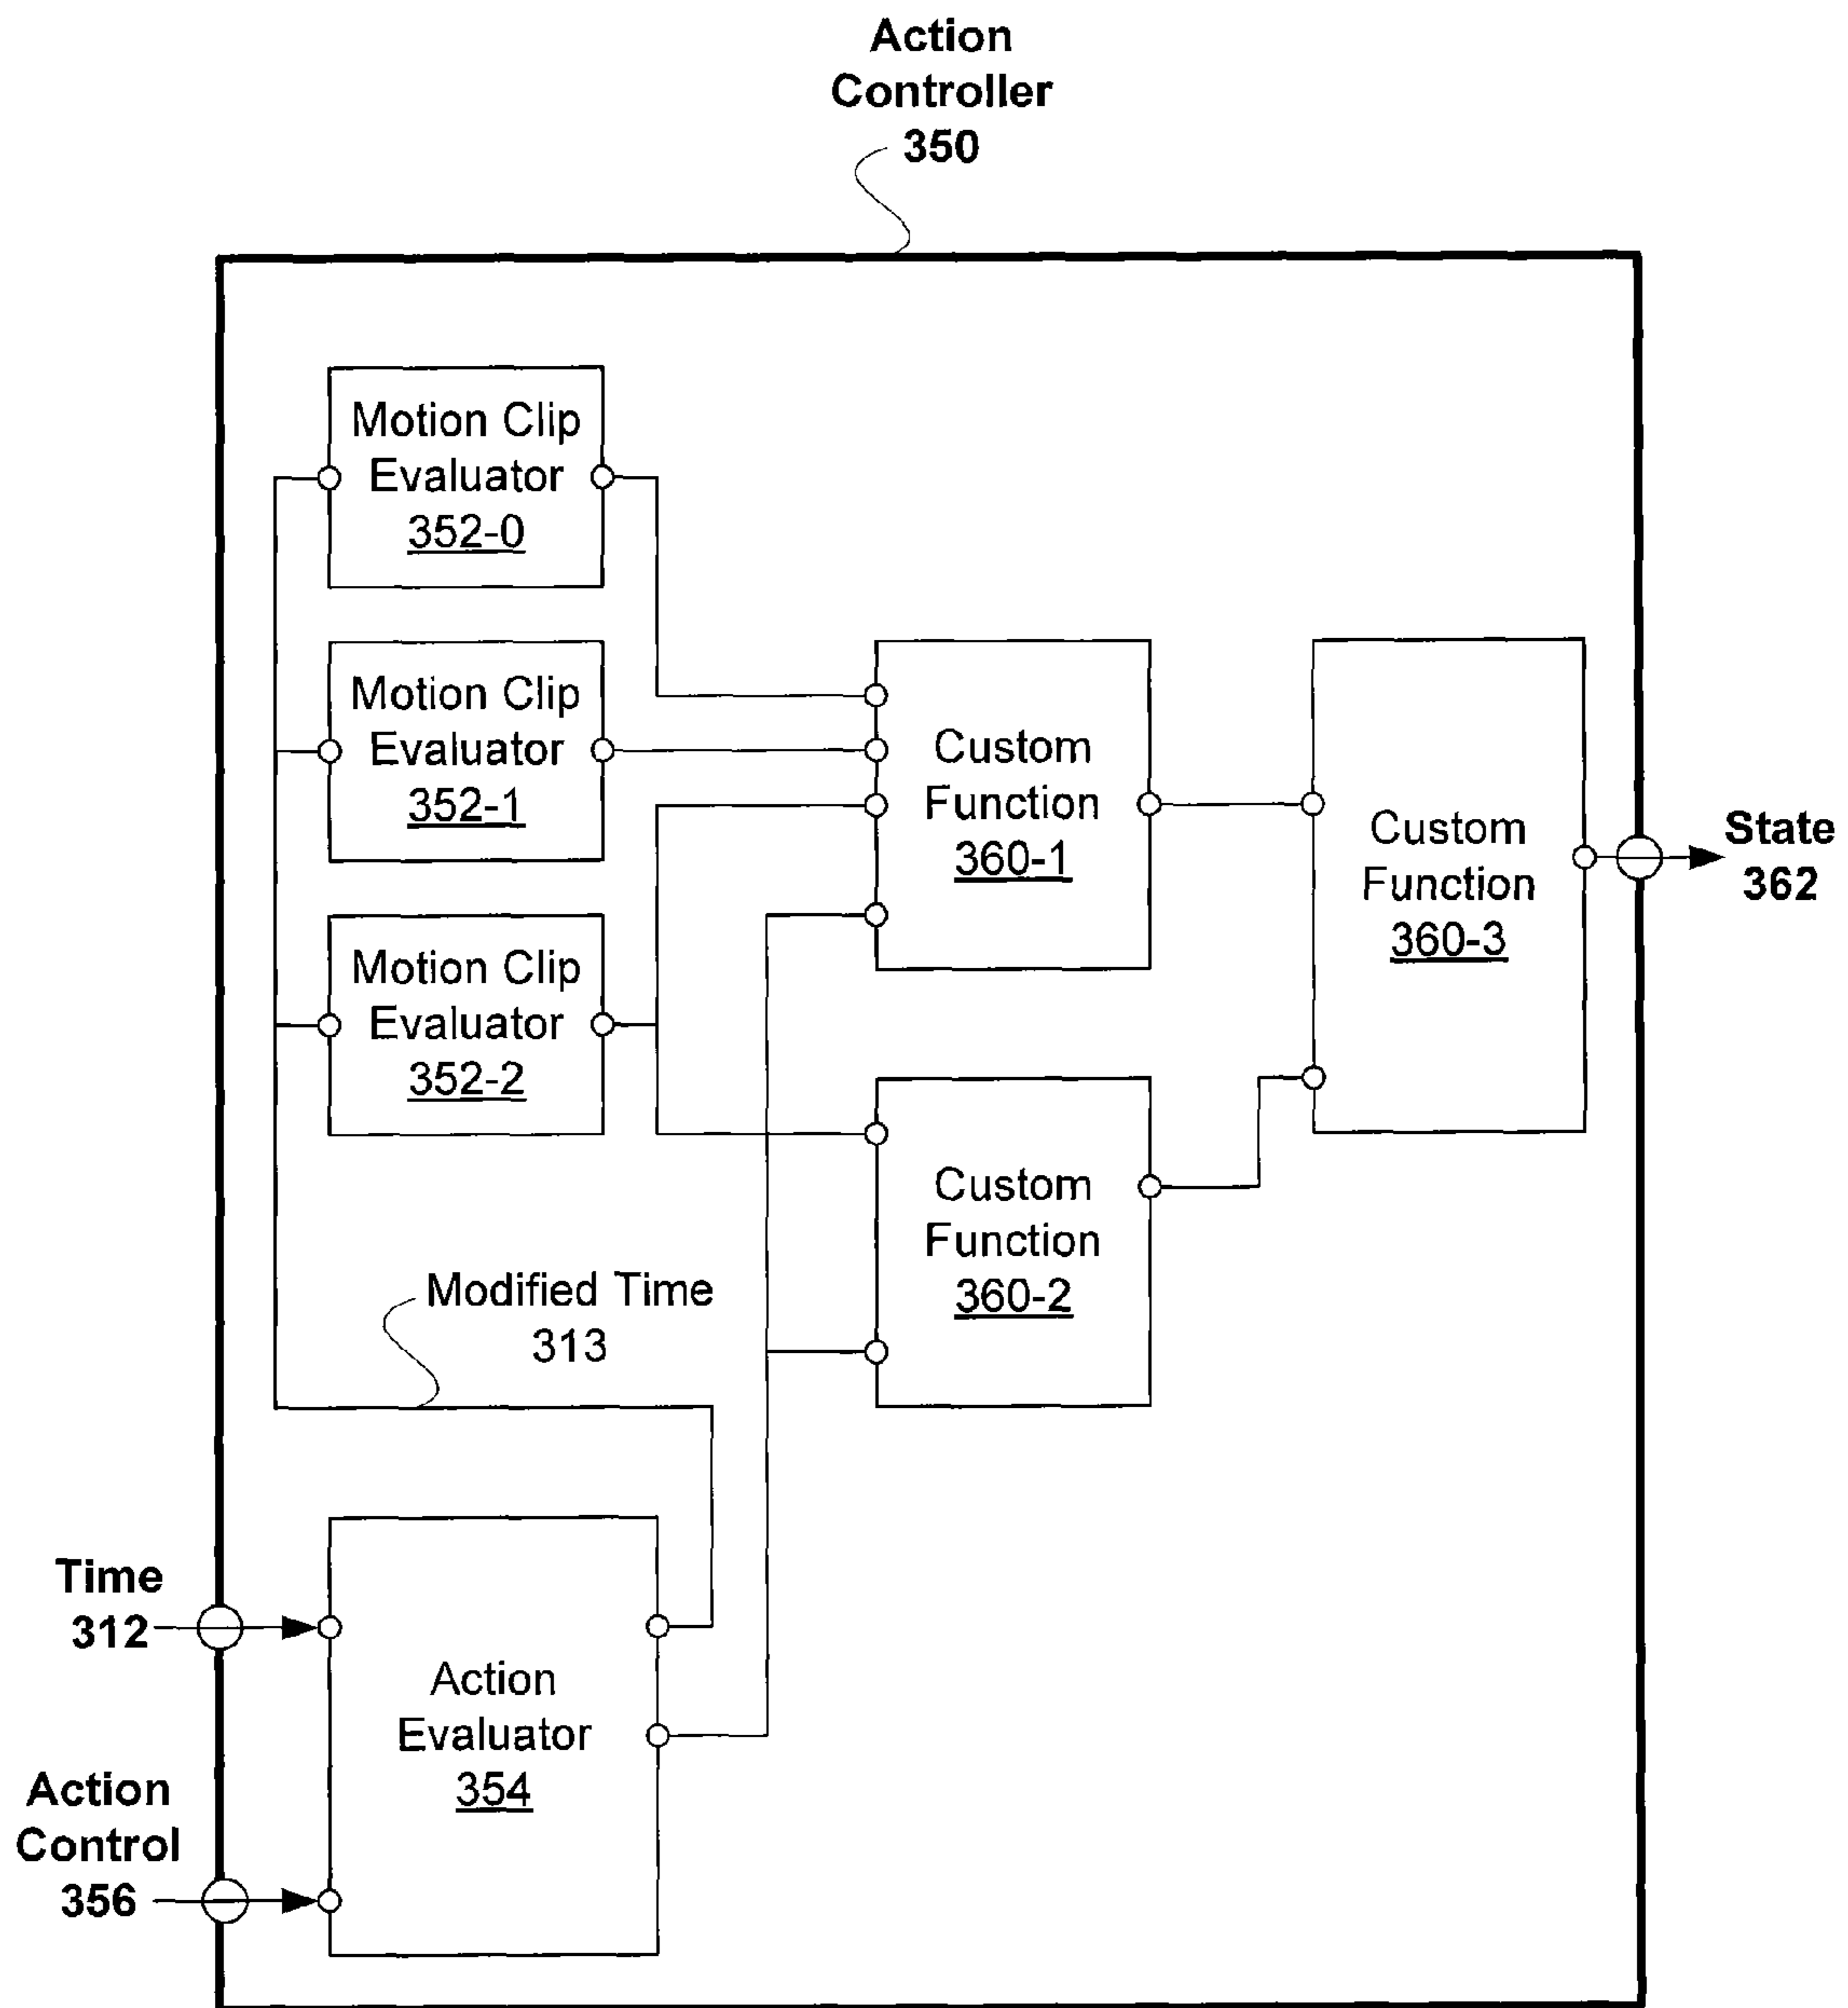 Action
Controller
350
Motion Clip
Evaluator
352-0
Motion Clip
Evaluator
352-1
Custom
Function
360-1
Custom
Function
360-3
State
362
Motion Clip
Evaluator
352-2
Custom
Function
360-2
Modified Time
313
Time
312
Action
Evaluator
354
Action
Control
356